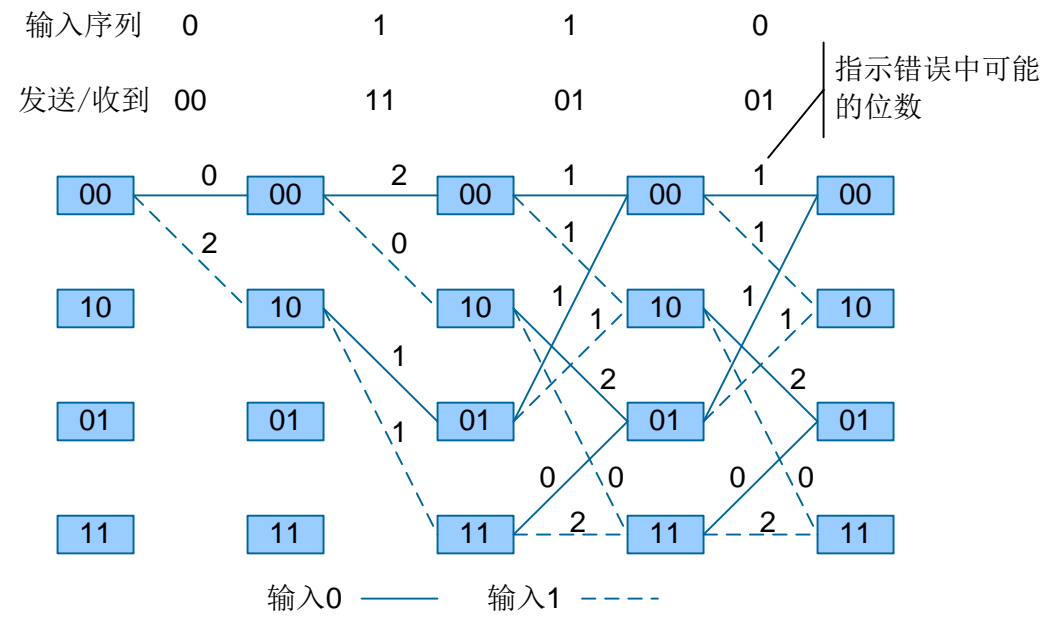 输入序列 0 1 1 0
指示错误中可能
的位数
发送/收到 00 11 01 01
0 2 1 1
00 00 00 00 00
2 0 1 1
10 10 10 10 10
1 1 1 1
1 2 2
01 01 01 01 01
1
0 0 0 0
2 2
11 11 11 11 11
输入0 输入1